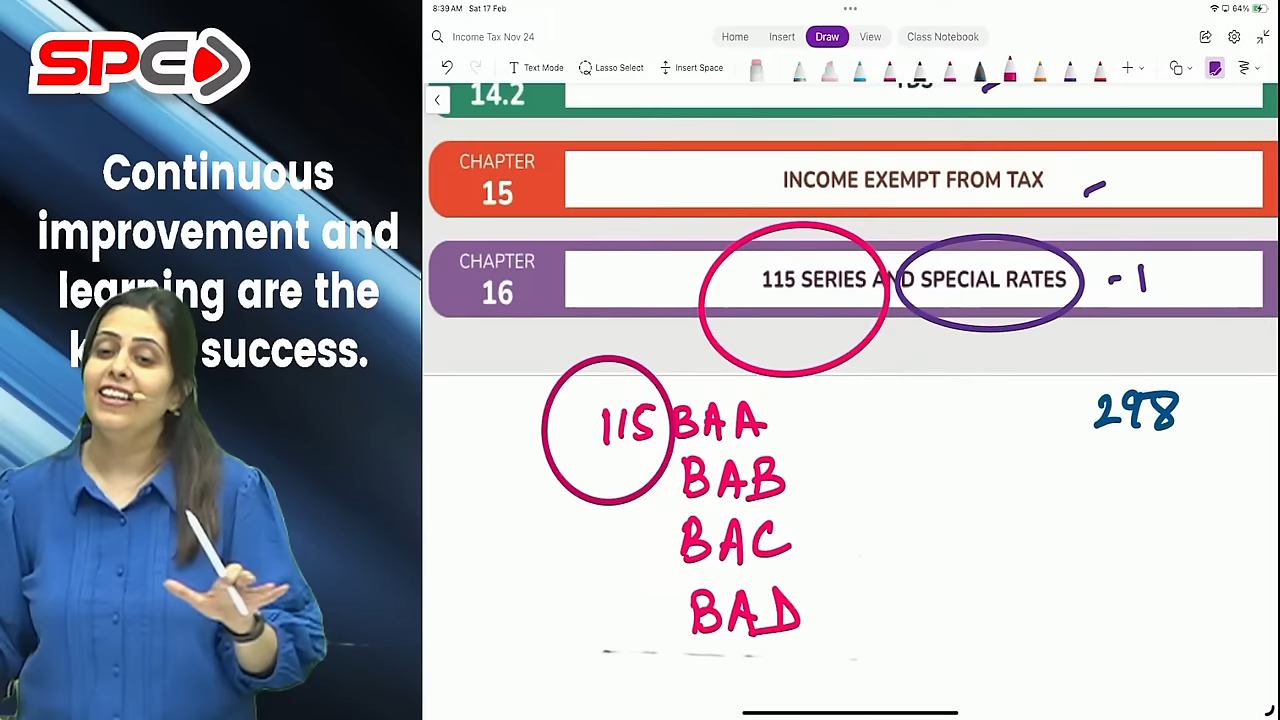 SPC
Continuous
improvement and
learning are the
success.
8:39 AM Sat 17 Feb
64%
Income Tax Nov 24
Home Insert Draw View Class Notebook
Text Mode Lasso Select Insert Space
14.2
TDS
CHAPTER
15
INCOME EXEMPT FROM TAX
CHAPTER
16
115 SERIES AND SPECIAL RATES
- 1
115 BAA
298
BAB
BAC
BAD